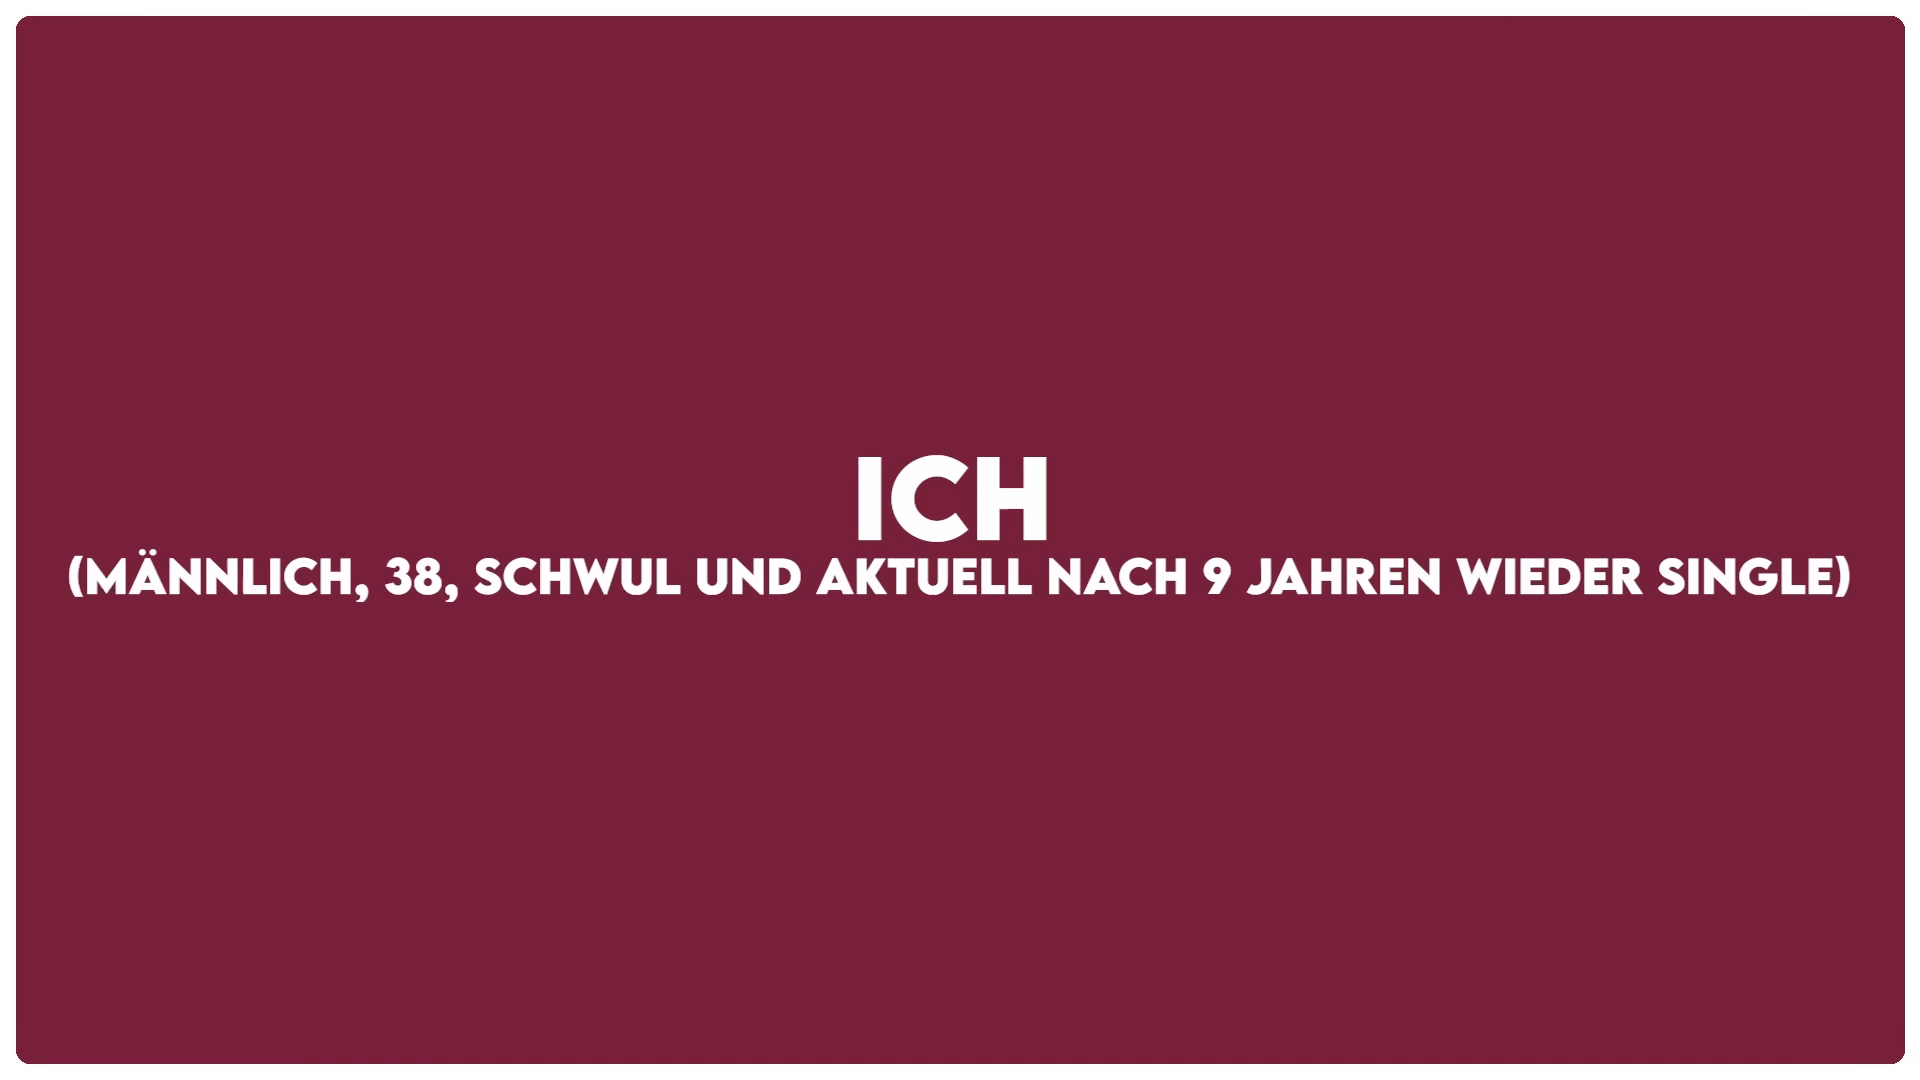 ICH
(MÄNNLICH, 38, SCHWUL UND AKTUELL NACH 9 JAHREN WIEDER SINGLE)